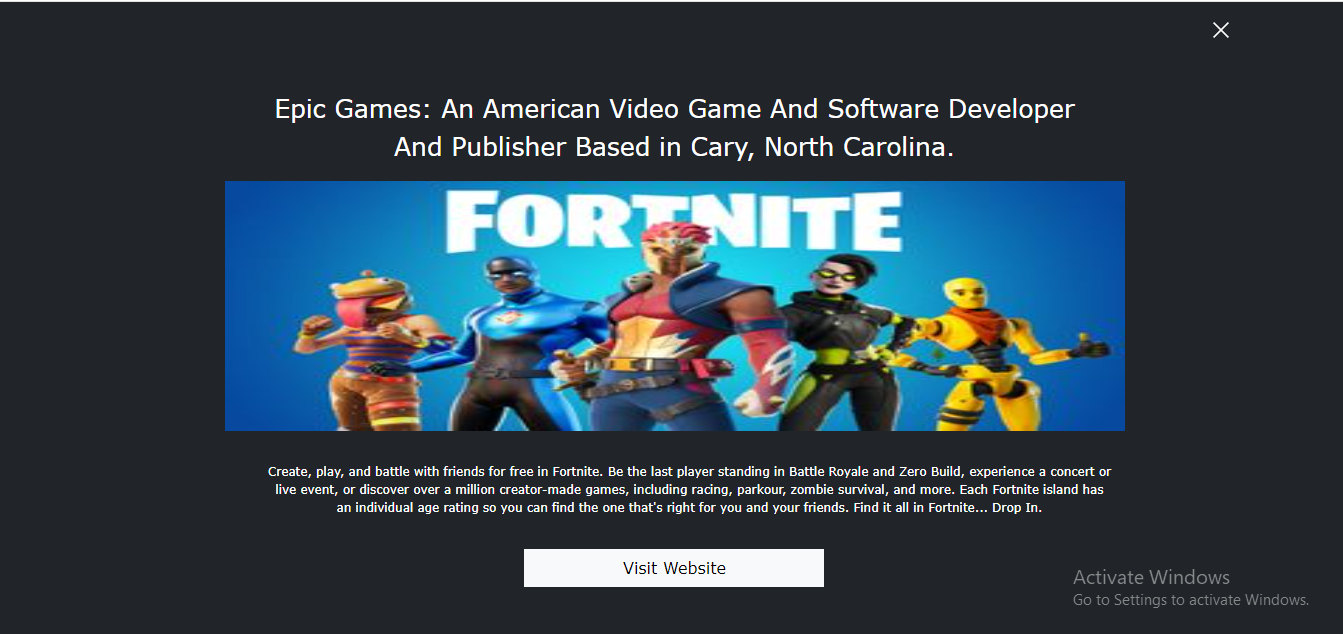 Epic Games: An American Video Game And Software Developer
And Publisher Based in Cary, North Carolina.
FORTNITE
Create, play, and battle with friends for free in Fortnite. Be the last player standing in Battle Royale and Zero Build, experience a concert or
live event, or discover over a million creator-made games, including racing, parkour, zombie survival, and more. Each Fortnite island has
an individual age rating so you can find the one that's right for you and your friends. Find it all in Fortnite... Drop In.
Visit Website
Activate Windows
Go to Settings to activate Windows.